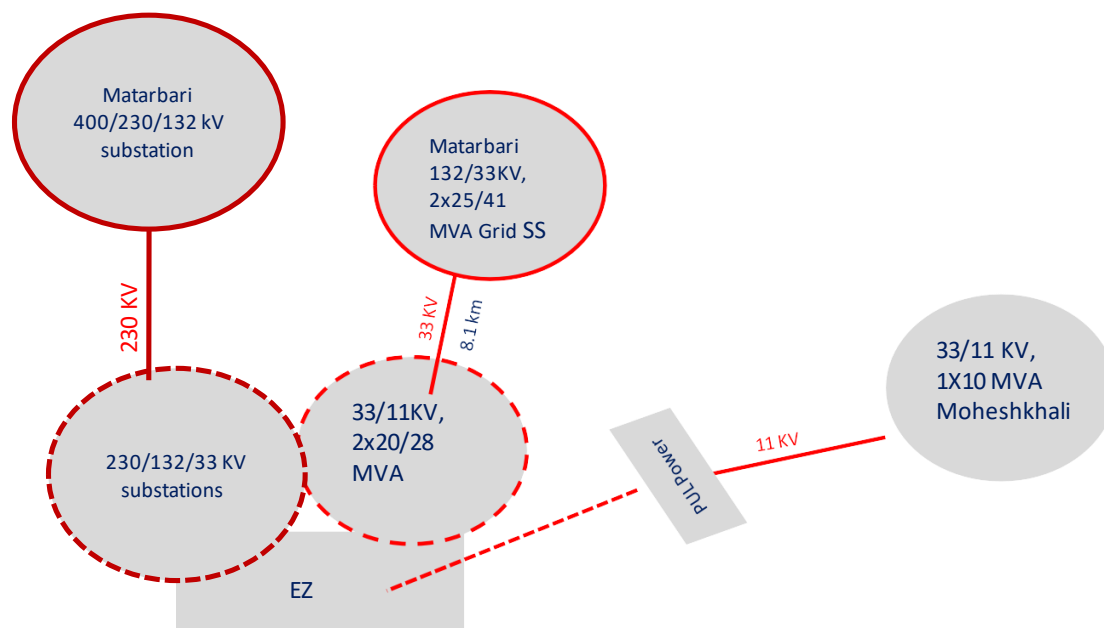 Matarbari
400/230/132 kV
substation
Matarbari
132/33KV,
2x25/41
MVA Grid SS
230 KV
33 KV
8.1 km
33/11 KV,
1X10 MVA
Moheshkhali
33/11KV,
2x20/28
MVA
11 KV
PUL Power
230/132/33 KV
substations
EZ